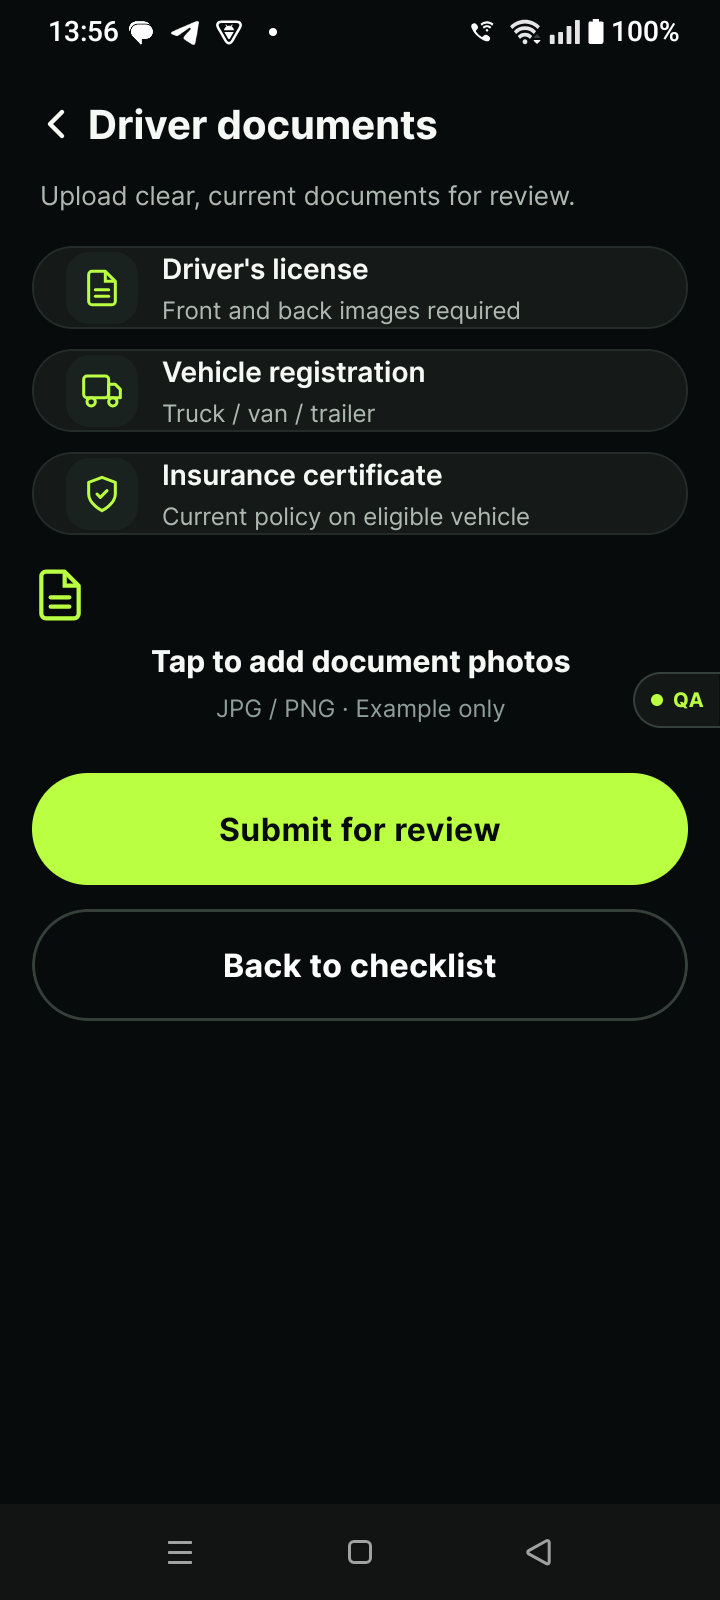 13:56
100%
Driver documents
Upload clear, current documents for review.
Driver's license
Front and back images required
Vehicle registration
Truck / van / trailer
Insurance certificate
Current policy on eligible vehicle
Tap to add document photos
JPG / PNG · Example only
QA
Submit for review
Back to checklist